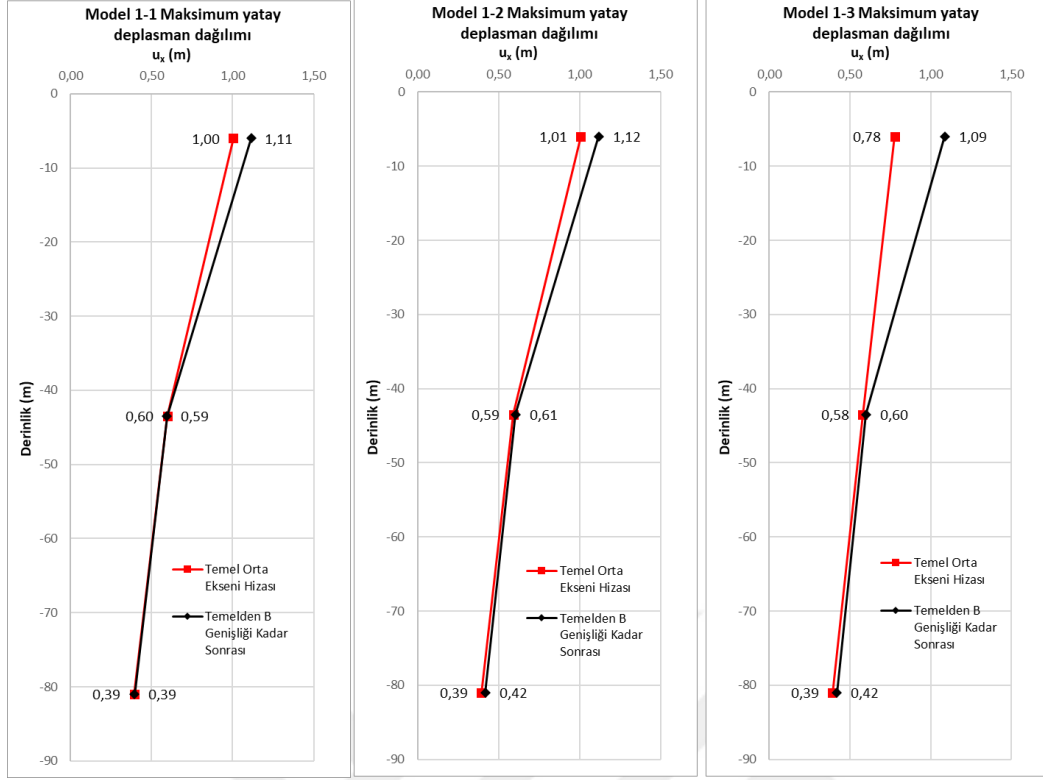 Model 1-1 Maksimum yatay
deplasman dağılımı
uₓ (m)
0,00 0,50 1,00 1,50
0
-10
-20
-30
-40
-50
-60
-70
-80
-90
Derinlik (m)
1,00 1,11
0,60 0,59
0,39 0,39
Temel Orta
Ekseni Hizası
Temelden B
Genişliği Kadar
Sonrası
Model 1-2 Maksimum yatay
deplasman dağılımı
uₓ (m)
0,00 0,50 1,00 1,50
0
-10
-20
-30
-40
-50
-60
-70
-80
-90
Derinlik (m)
1,01 1,12
0,59 0,61
0,39 0,42
Temel Orta
Ekseni Hizası
Temelden B
Genişliği Kadar
Sonrası
Model 1-3 Maksimum yatay
deplasman dağılımı
uₓ (m)
0,00 0,50 1,00 1,50
0
-10
-20
-30
-40
-50
-60
-70
-80
-90
Derinlik (m)
0,78 1,09
0,58 0,60
0,39 0,42
Temel Orta
Ekseni Hizası
Temelden B
Genişliği Kadar
Sonrası